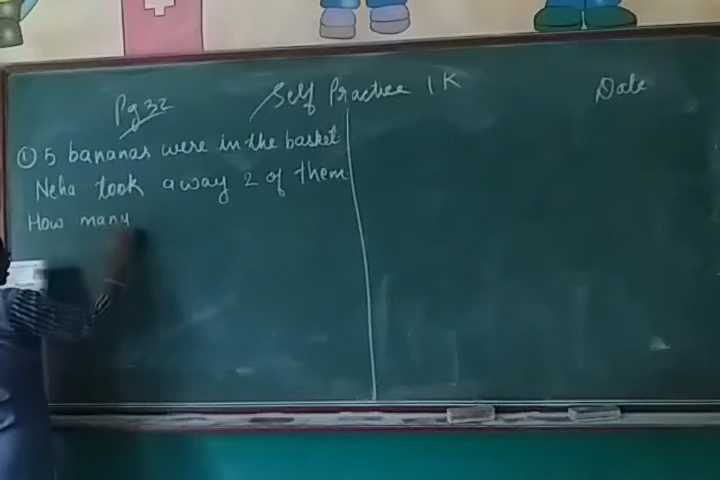 Pg 32
Self Practice 1K
Date
① 5 bananas were in the basket
Neha took away 2 of them
How many